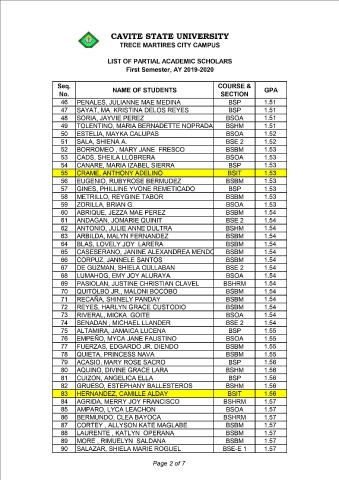 CAVITE STATE UNIVERSITY
TRECE MARTIRES CITY CAMPUS
LIST OF PARTIAL ACADEMIC SCHOLARS
First Semester, AY 2019-2020
Seq. No. NAME OF STUDENTS COURSE & SECTION GPA
46 PENALES, JULIANNE MAE MEDINA BSP 1.51
47 SAYAT, MA. KRISTINA DELOS REYES BSP 1.51
48 SORIA, JAYVIE PEREZ BSOA 1.51
49 TOLENTINO, MARIA BERNADETTE NOPRADA BSHM 1.51
50 ESTELIA, MAYKA CALUPAS BSOA 1.52
51 SALA, SHIENA A. BSE 2 1.52
52 BORROMEO , MARY JANE FRESCO BSBM 1.53
53 CADS, SHEILA LLOBRERA BSOA 1.53
54 CANARE, MARIA IZABEL SIERRA BSP 1.53
55 CRAME, ANTHONY ADELINO BSIT 1.53
56 EUGENIO, RUBYROSE BERMUDEZ BSBM 1.53
57 GINES, PHILLINE YVONE REMETICADO BSP 1.53
58 METRILLO, REYGINE TABOR BSBM 1.53
59 ZORILLA, BRIAN G. BSOA 1.53
60 ABRIQUE, JEZZA MAE PEREZ BSBM 1.54
61 ANDAGAN, JOMARIE QUINIT BSE 2 1.54
62 ANTONIO, JULIE ANNE DULTRA BSHM 1.54
63 ARBILDA, MALYN FERNANDEZ BSBM 1.54
64 BLAS, LOVELY JOY LARERA BSBM 1.54
65 CASESERANO, JANINE ALEXANDREA MENDO BSBM 1.54
66 CORPUZ, JANNELE SANTOS BSBM 1.54
67 DE GUZMAN, SHIELA CULLABAN BSE 2 1.54
68 LUMAHOG, EMY JOY ALURAYA BSOA 1.54
69 PASIOLAN, JUSTINE CHRISTIAN CLAVEL BSHRM 1.54
70 QUITOLBO JR., MALONI BOCOBO BSBM 1.54
71 RECAÑA, SHINELY PANDAY BSBM 1.54
72 REYES, HARLYN GRACE CUSTODIO BSBM 1.54
73 RIVERAL, MICKA GOITE BSOA 1.54
74 SENADAN , MICHAEL LLANDER BSE 2 1.54
75 ALTAMIRA, JAMAICA LUCENA BSP 1.55
76 EMPEÑO, MYCA JANE FAUSTINO BSOA 1.55
77 FUERZAS, EDGARDO JR. DIENDO BSBM 1.55
78 QUIETA, PRINCESS NAVA BSBM 1.55
79 ACASIO, MARY ROSE SACRO BSP 1.56
80 AQUINO, DIVINE GRACE LARA BSHM 1.56
81 CUIZON, ANGELICA ELLA BSP 1.56
82 GRUESO, ESTEPHANY BALLESTEROS BSHM 1.56
83 HERNANDEZ, CAMILLE ALDAY BSIT 1.56
84 AGRIDA, MERRY JOY FRANCISCO BSHRM 1.57
85 AMPARO, LYCA LEACHON BSOA 1.57
86 BERMUNDO, CLEA BAYOCA BSHRM 1.57
87 CORTEY , ALLYSON KATE MAGLABE BSBM 1.57
88 LAURENTE , KATLYN OPERANA BSBM 1.57
89 MORE , RIMUELYN SALDANA BSBM 1.57
90 SALAZAR, SHIELA MARIE ROGUEL BSE-E 1 1.57
Page 2 of 7